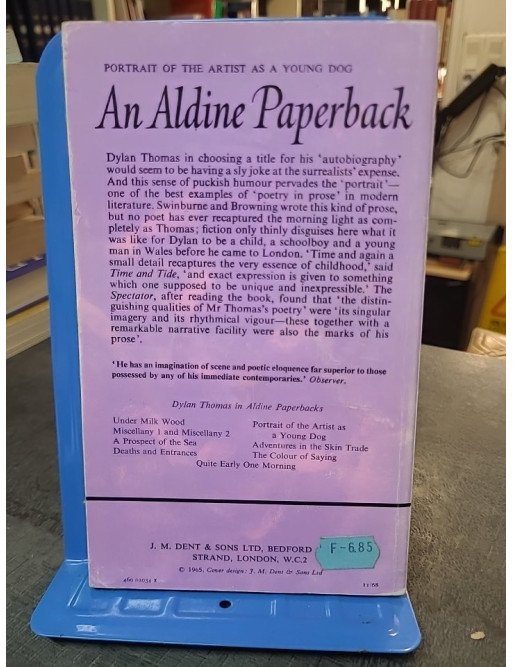 PORTRAIT OF THE ARTIST AS A YOUNG DOG
An Aldine Paperback
Dylan Thomas in choosing a title for his 'autobiography'
would seem to be having a sly joke at the surrealists' expense.
And this sense of puckish humour pervades the 'portrait'—
one of the best examples of 'poetry in prose' in modern
literature. Swinburne and Browning wrote this kind of prose,
but no poet has ever recaptured the morning light as com-
pletely as Thomas; fiction only thinly disguises here what it
was like for Dylan to be a child, a schoolboy and a young
man in Wales before he came to London. 'Time and again a
small detail recaptures the very essence of childhood,' said
Time and Tide, 'and exact expression is given to something
which one supposed to be unique and inexpressible.' The
Spectator, after reading the book, found that 'the distin-
guishing qualities of Mr Thomas's poetry' were 'its singular
imagery and its rhythmical vigour—these together with a
remarkable narrative facility were also the marks of his
prose'.
'He has an imagination of scene and poetic eloquence far superior to those
possessed by any of his immediate contemporaries.' Observer.
Dylan Thomas in Aldine Paperbacks
Under Milk Wood
Miscellany 1 and Miscellany 2
A Prospect of the Sea
Deaths and Entrances
Portrait of the Artist as
a Young Dog
Adventures in the Skin Trade
The Colour of Saying
Quite Early One Morning
J. M. DENT & SONS LTD, BEDFORD
STRAND, LONDON, W.C.2
F-6.85
© 1965, Cover design: J. M. Dent & Sons Ltd
460 02031 X
11/68